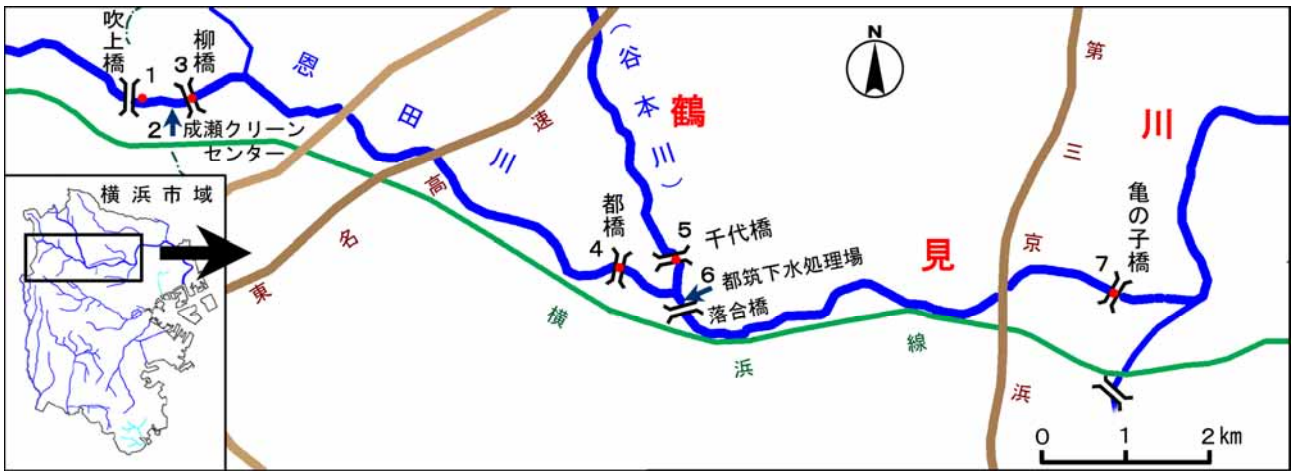 吹上橋
1
3
柳橋
2
成瀬クリーン
センター
恩田川
(谷本川)
鶴見川
N
東名高速
第三京浜
横浜線
都橋
4
5
千代橋
6
都筑下水処理場
落合橋
7
亀の子橋
横浜市域
0 1 2km